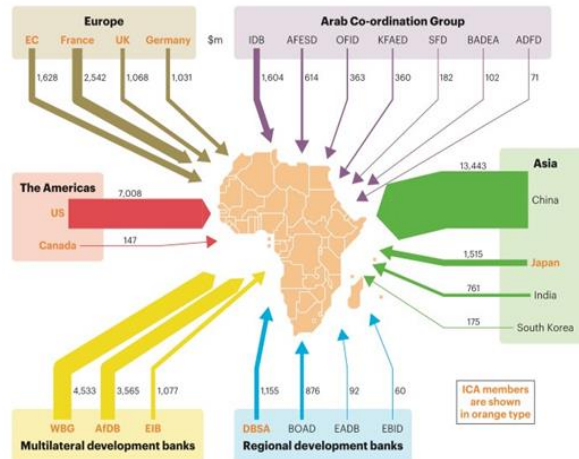 Europe
EC France UK Germany
1,628 2,542 1,068 1,031
$m
Arab Co-ordination Group
IDB AFESD OFID KFAED SFD BADEA ADFD
1,604 614 363 360 182 102 71
The Americas
US
7,008
Canada
147
Asia
13,443
China
1,515
Japan
761
India
175
South Korea
4,533 3,565 1,077
WBG AfDB EIB
Multilateral development banks
1,155 876 92 60
DBSA BOAD EADB EBID
Regional development banks
ICA members
are shown
in orange type